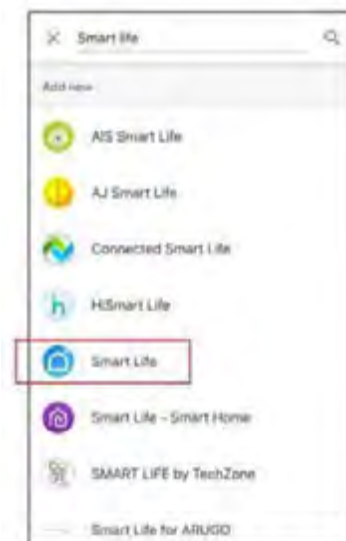 Smart life
Add new
AIS Smart Life
AJ Smart Life
Connected Smart Life
HiSmart Life
Smart Life
Smart Life - Smart Home
SMART LIFE by TechZone
Smart Life for ARUGO